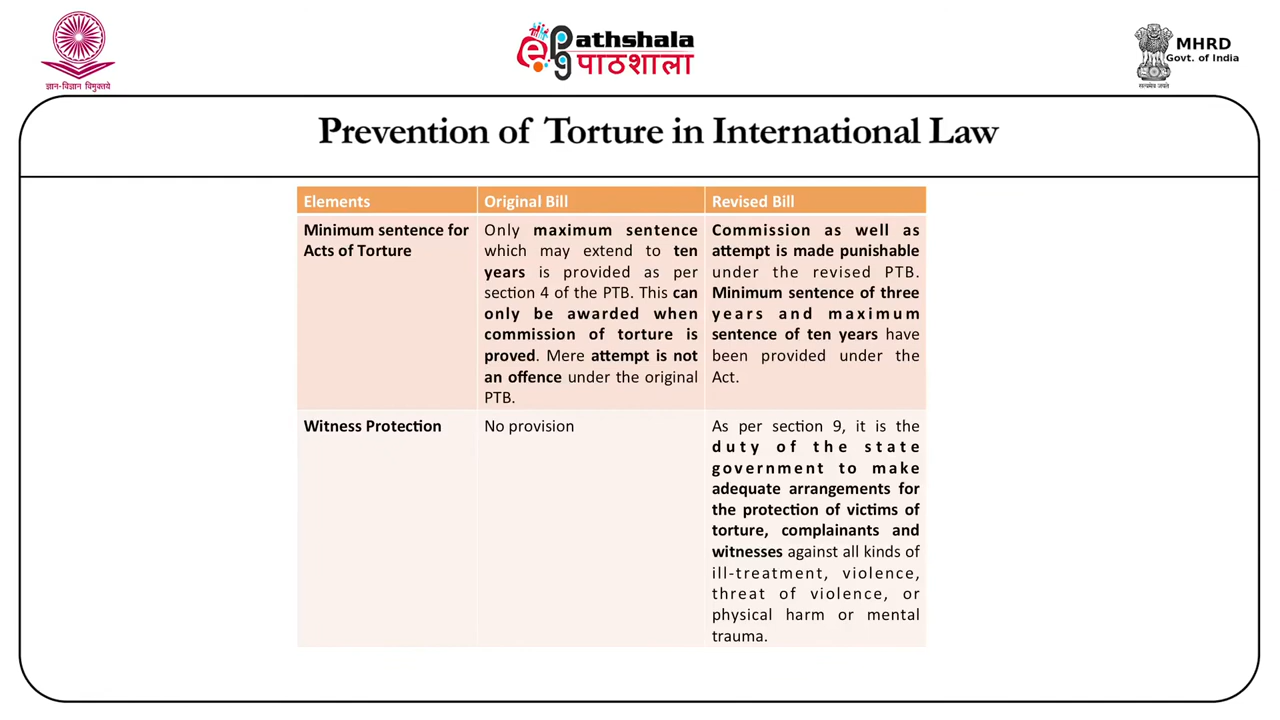 ज्ञान-विज्ञान विमुक्तये
epg Pathshala
पाठशाला
MHRD
Govt. of India
सत्यमेव जयते
Prevention of Torture in International Law
Elements
Original Bill
Revised Bill
Minimum sentence for
Acts of Torture
Only maximum sentence
which may extend to ten
years is provided as per
section 4 of the PTB. This can
only be awarded when
commission of torture is
proved. Mere attempt is not
an offence under the original
PTB.
Commission as well as
attempt is made punishable
under the revised PTB.
Minimum sentence of three
years and maximum
sentence of ten years have
been provided under the
Act.
Witness Protection
No provision
As per section 9, it is the
duty of the state
government to make
adequate arrangements for
the protection of victims of
torture, complainants and
witnesses against all kinds of
ill-treatment, violence,
threat of violence, or
physical harm or mental
trauma.